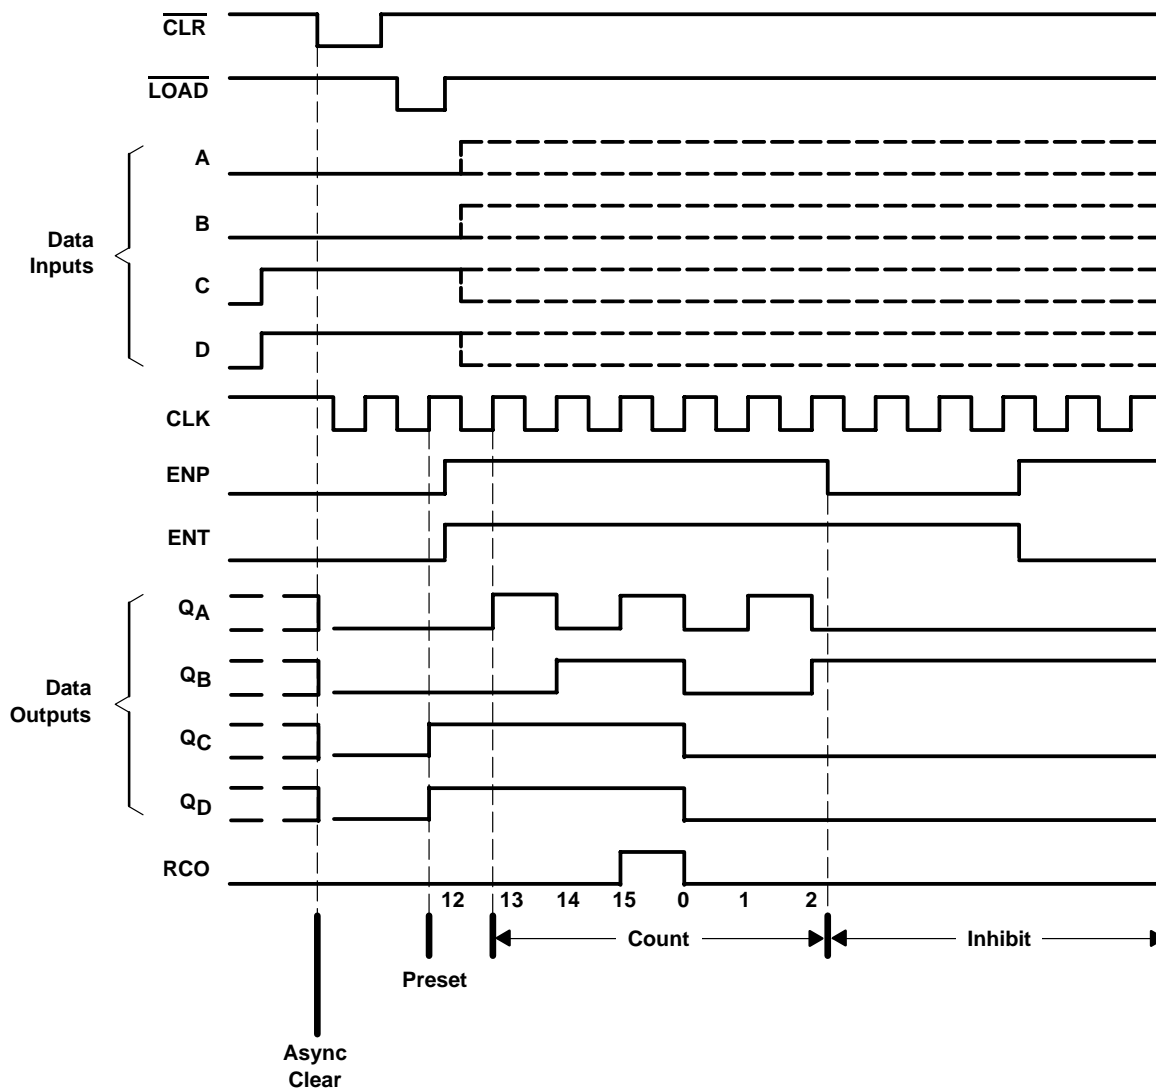 CLR
LOAD
A
B
Data
Inputs
C
D
CLK
ENP
ENT
QA
QB
Data
Outputs
QC
QD
RCO
12 13 14 15 0 1 2
Count Inhibit
Preset
Async
Clear